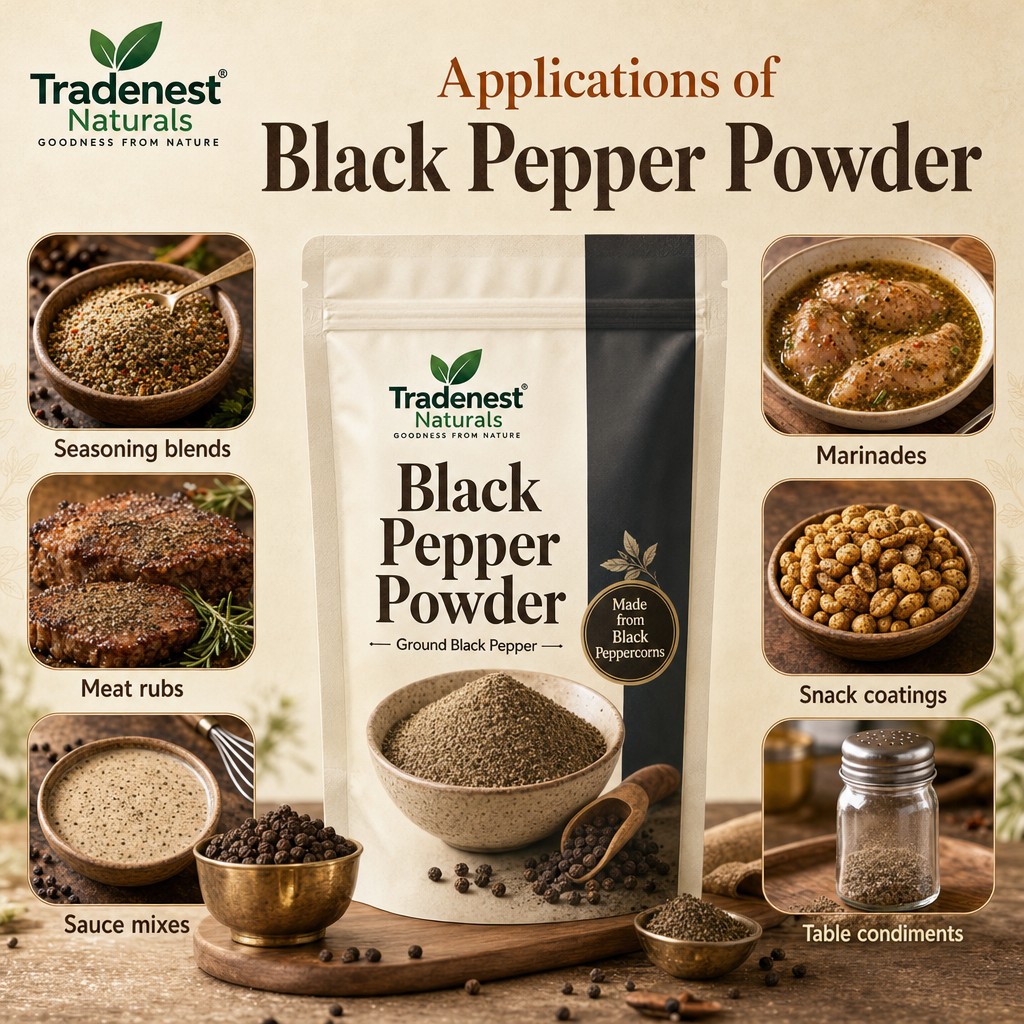 Tradenest®
Naturals
GOODNESS FROM NATURE
Applications of
Black Pepper Powder
Seasoning blends
Meat rubs
Sauce mixes
Tradenest®
Naturals
GOODNESS FROM NATURE
Black
Pepper
Powder
Ground Black Pepper
Made
from
Black
Peppercorns
Marinades
Snack coatings
Table condiments